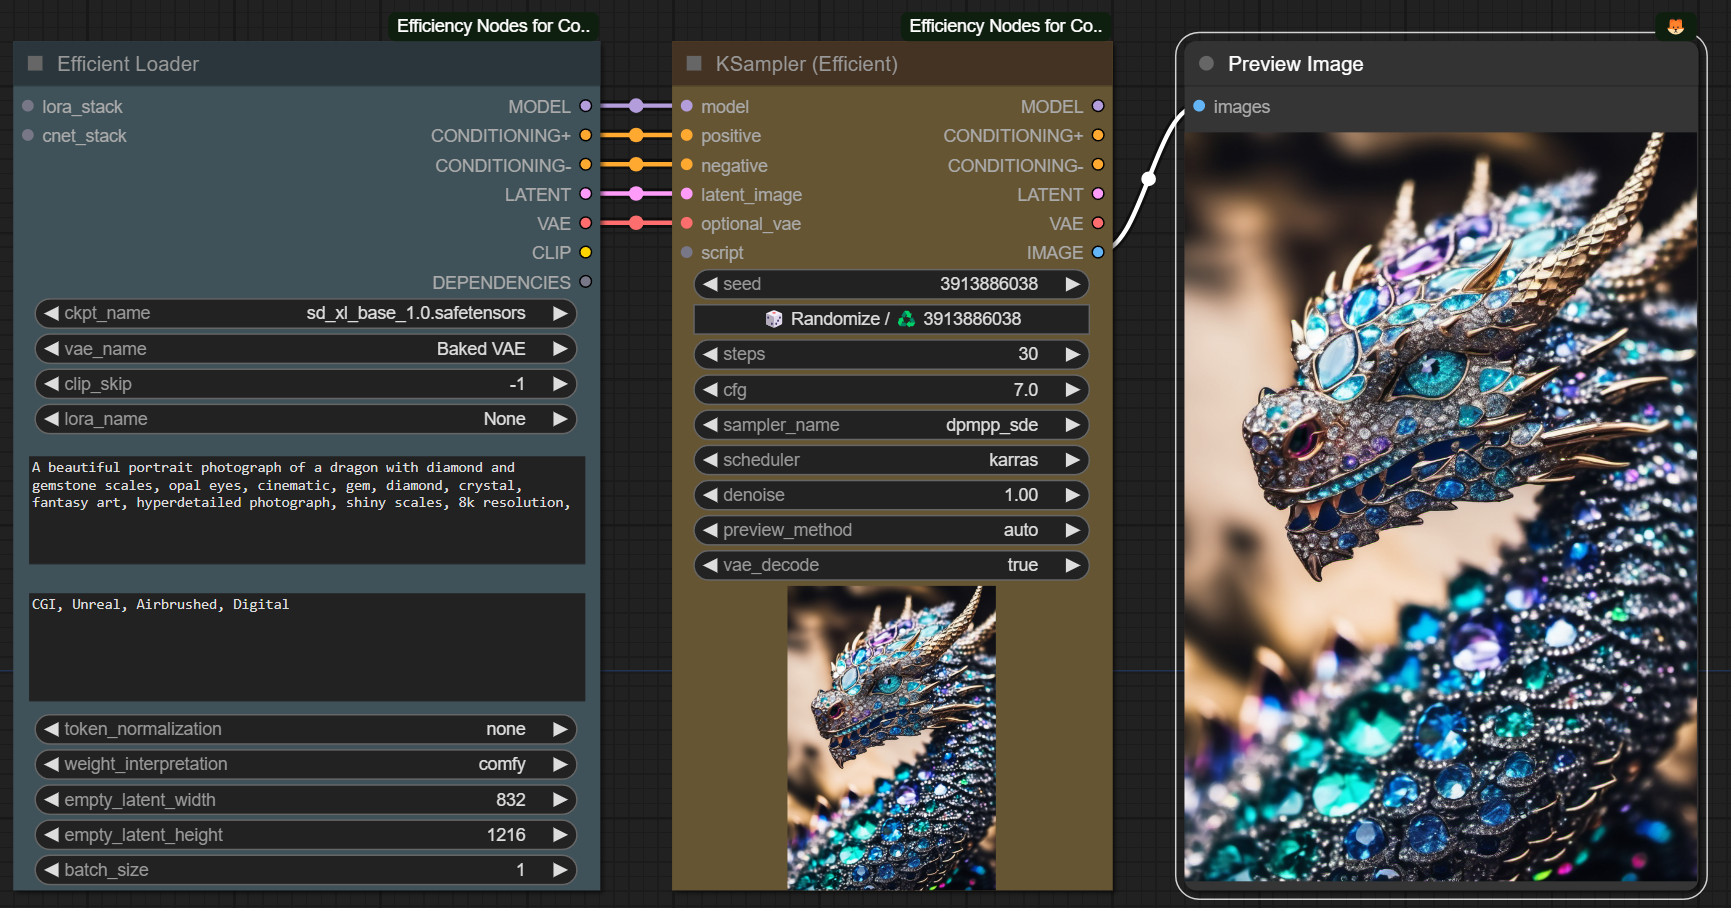 Efficiency Nodes for Co..
Efficient Loader
lora_stack
MODEL
cnet_stack
CONDITIONING+
CONDITIONING-
LATENT
VAE
CLIP
DEPENDENCIES
ckpt_name sd_xl_base_1.0.safetensors
vae_name Baked VAE
clip_skip -1
lora_name None
A beautiful portrait photograph of a dragon with diamond and
gemstone scales, opal eyes, cinematic, gem, diamond, crystal,
fantasy art, hyperdetailed photograph, shiny scales, 8k resolution,
CGI, Unreal, Airbrushed, Digital
token_normalization none
weight_interpretation comfy
empty_latent_width 832
empty_latent_height 1216
batch_size 1
Efficiency Nodes for Co..
KSampler (Efficient)
model MODEL
positive CONDITIONING+
negative CONDITIONING-
latent_image LATENT
optional_vae VAE
script IMAGE
seed 3913886038
Randomize / 3913886038
steps 30
cfg 7.0
sampler_name dpmpp_sde
scheduler karras
denoise 1.00
preview_method auto
vae_decode true
Preview Image
images